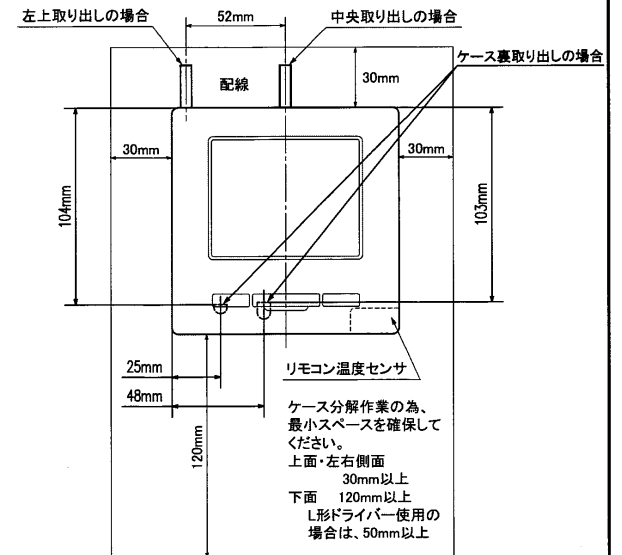 左上取り出しの場合
52mm
中央取り出しの場合
ケース裏取り出しの場合
配線
30mm
30mm
30mm
104mm
103mm
25mm
リモコン温度センサ
48mm
120mm
ケース分解作業の為、
最小スペースを確保して
ください。
上面・左右側面
30mm以上
下面 120mm以上
L形ドライバー使用の
場合は、50mm以上